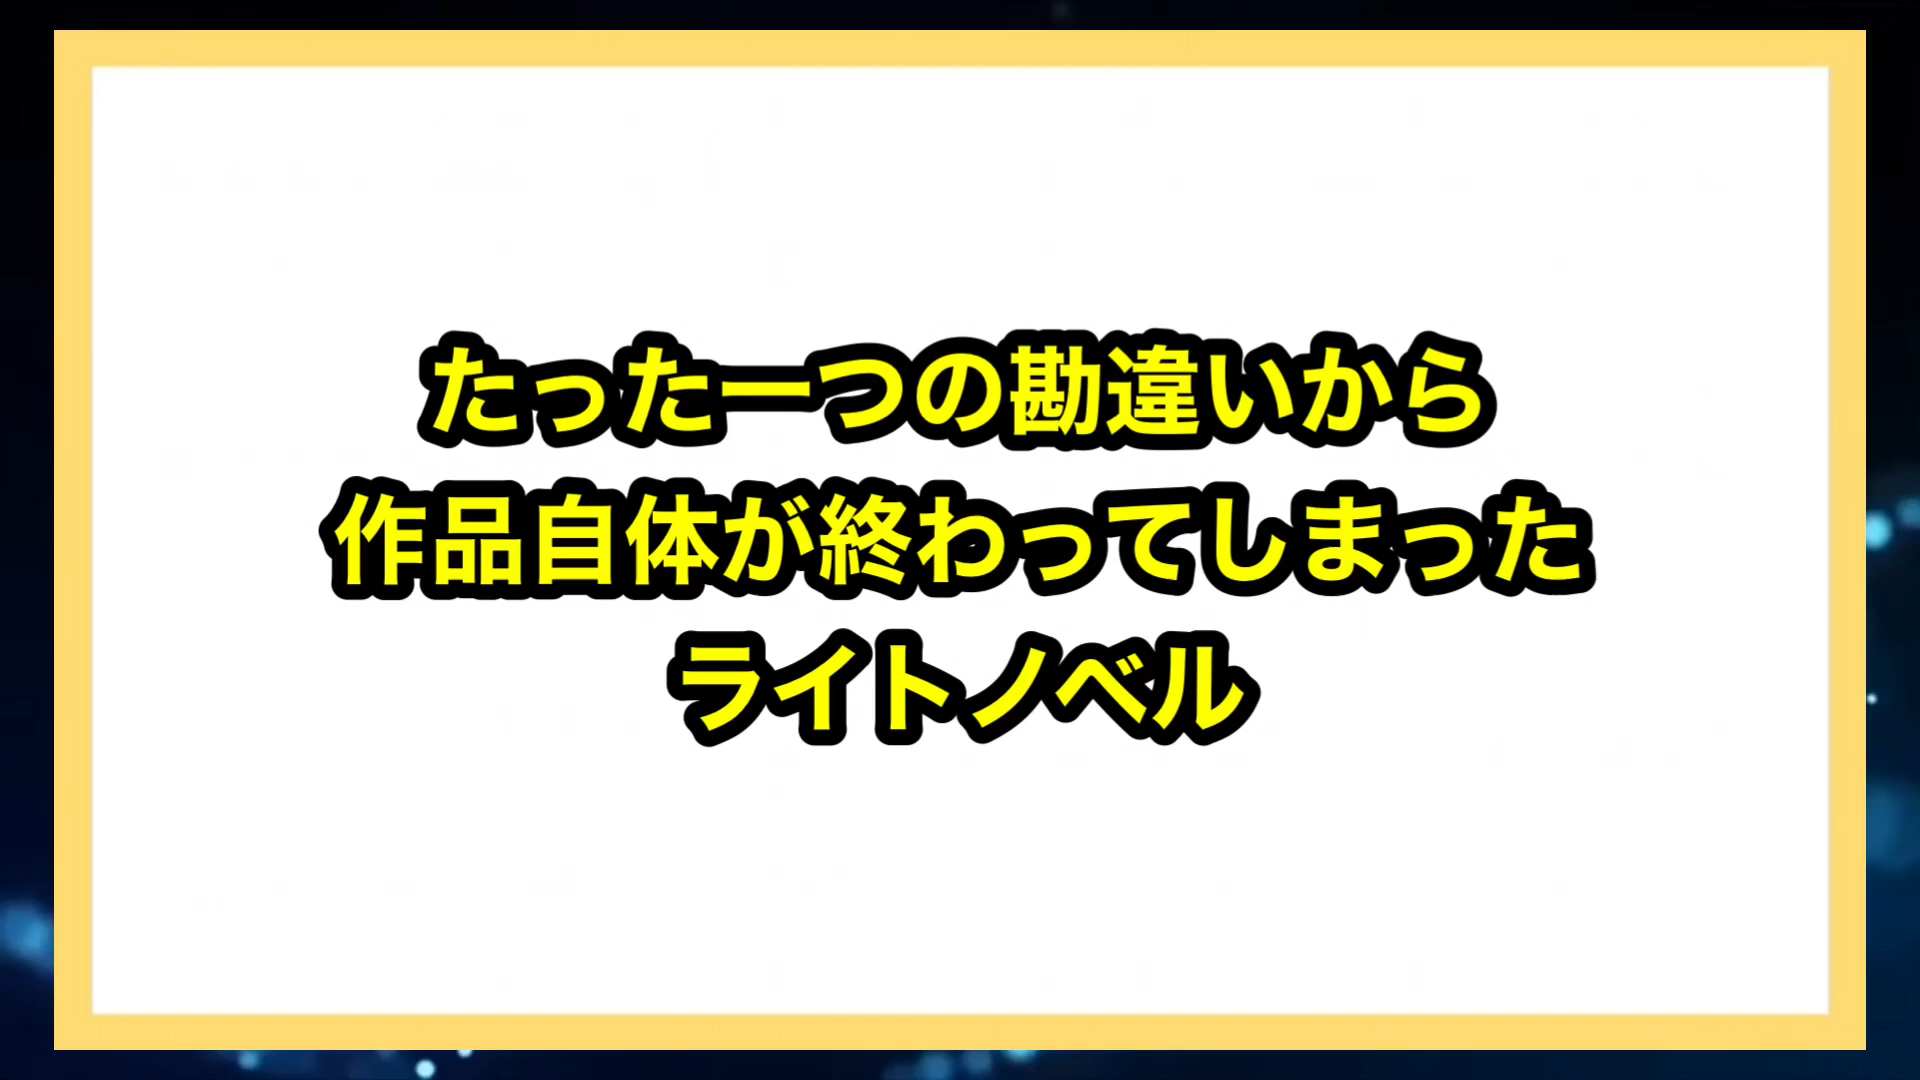 たった一つの勘違いから
作品自体が終わってしまった
ライトノベル